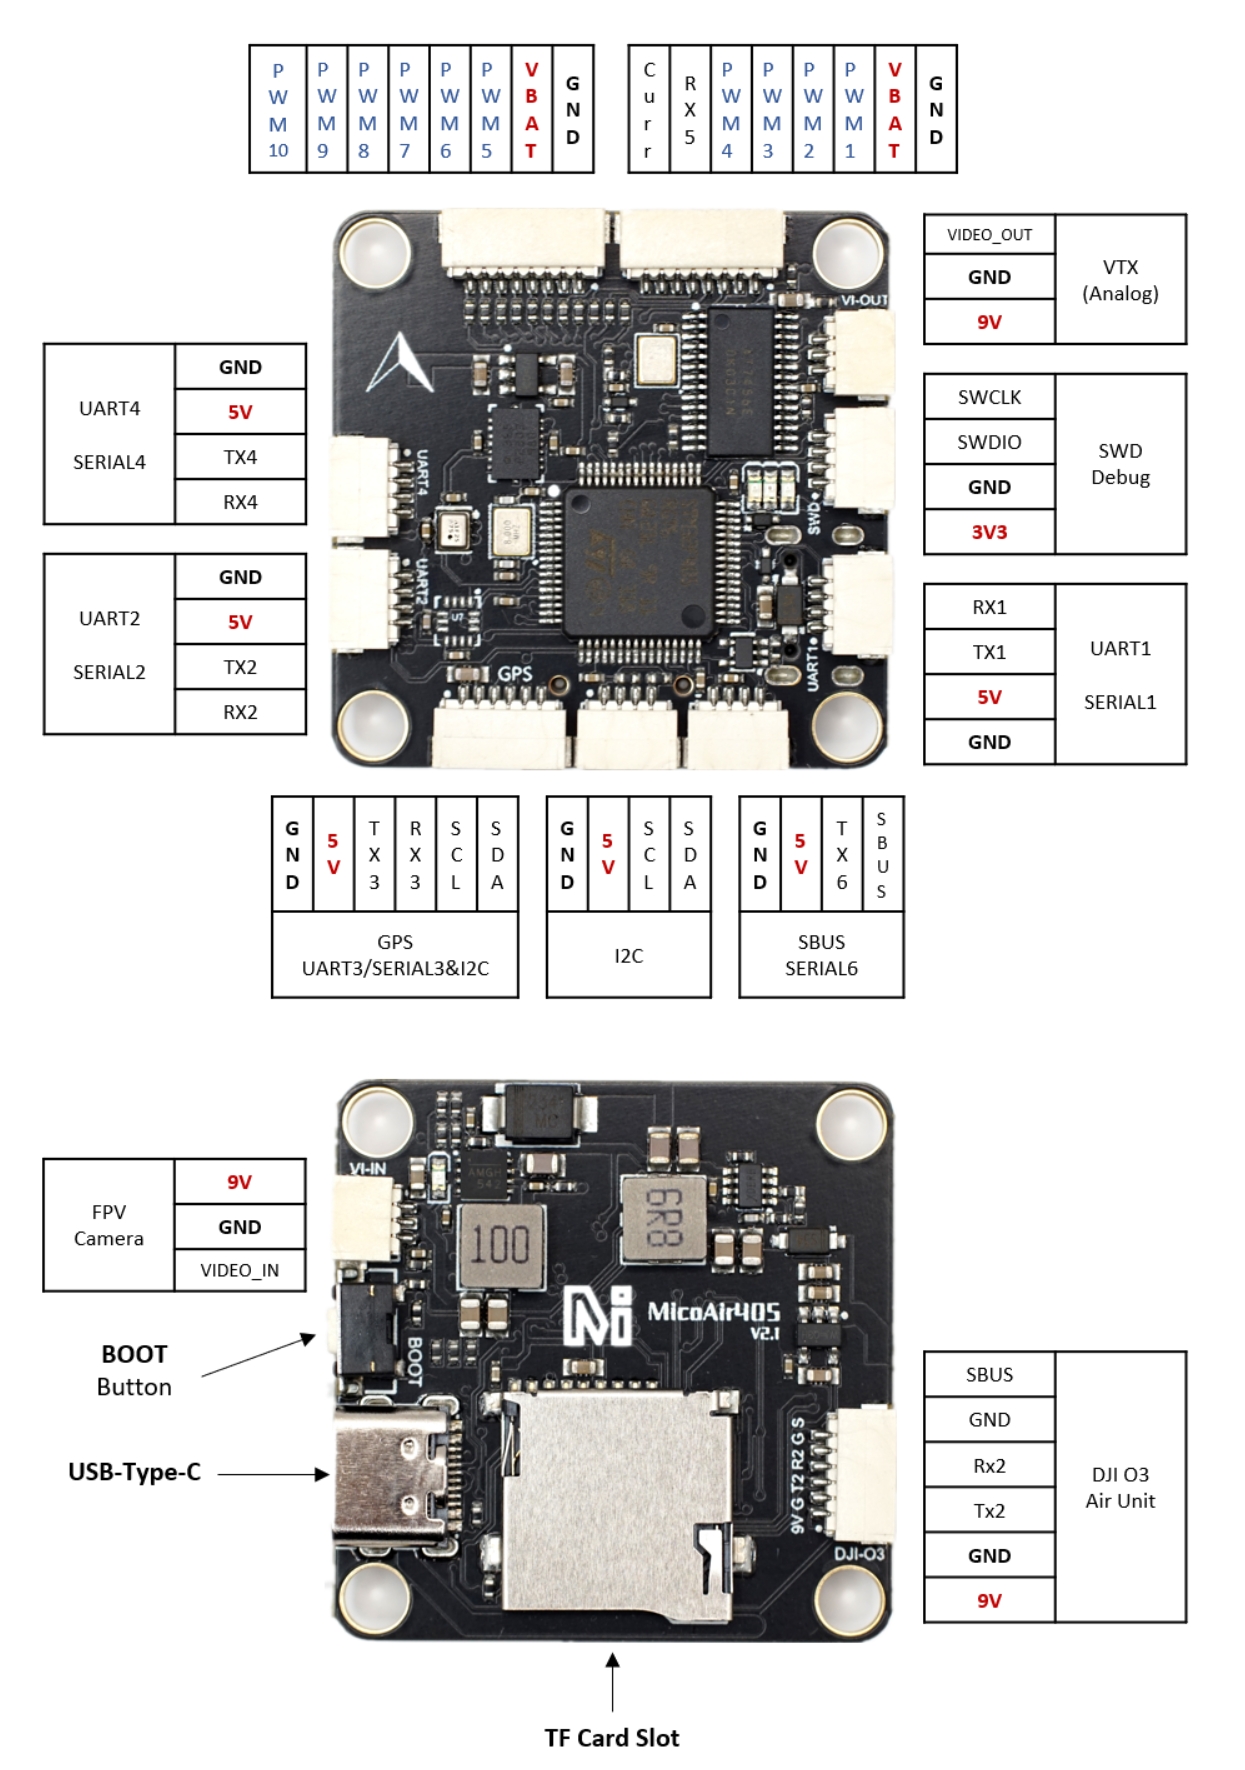 PWM10 PWM9 PWM8 PWM7 PWM6 PWM5 VBAT GND
Curr RX5 PWM4 PWM3 PWM2 PWM1 VBAT GND
VIDEO_OUT
GND
9V
VTX
(Analog)
VI-OUT
SWCLK
SWDIO
GND
3V3
SWD
Debug
SWD
UART4
SERIAL4
GND
5V
TX4
RX4
UART4
UART2
SERIAL2
GND
5V
TX2
RX2
UART2
RX1
TX1
5V
GND
UART1
SERIAL1
UART1
8.000
GPS
GND 5V TX3 RX3 SCL SDA
GPS
UART3/SERIAL3&I2C
GND 5V SCL SDA
I2C
GND 5V TX6 SBUS
SBUS
SERIAL6
FPV
Camera
9V
GND
VIDEO_IN
VI-IN
AMGH
542
100
6R8
MicoAir405
V2.1
BOOT
Button
BOOT
USB-Type-C
9V G T2 R2 G S
DJI-O3
SBUS
GND
Rx2
Tx2
GND
9V
DJI O3
Air Unit
TF Card Slot